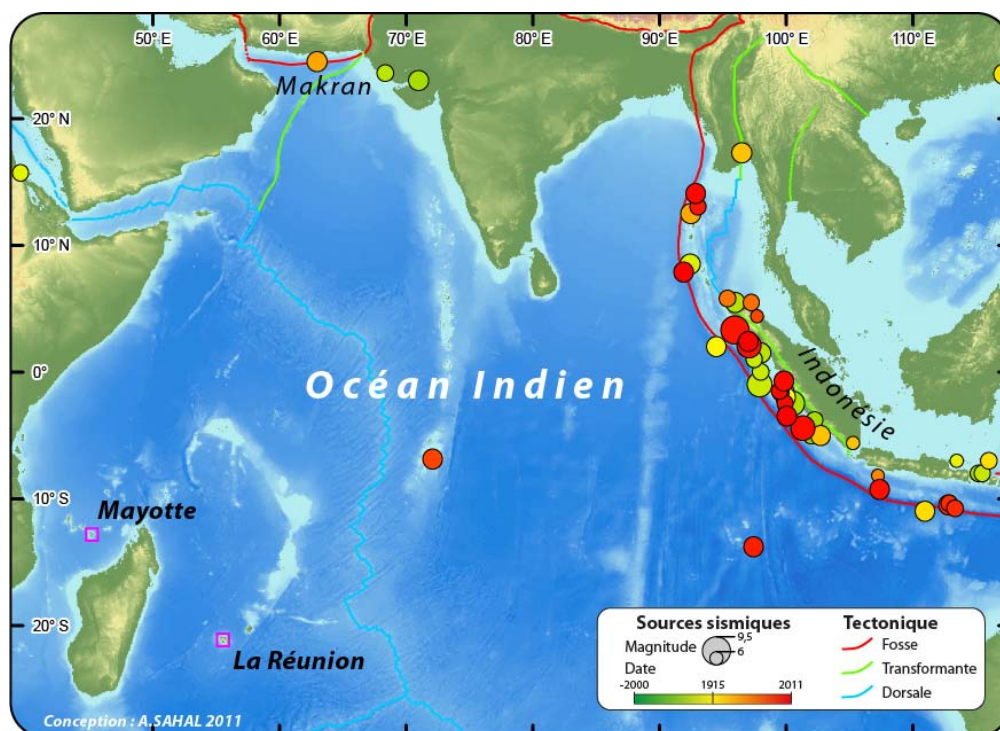 50° E 60° E 70° E 80° E 90° E 100° E 110° E
Makran
20° N
10° N
0°
Océan Indien
Indonésie
10° S
Mayotte
20° S
La Réunion
Sources sismiques
Magnitude
9,5
6
Date
-2000 1915 2011
Tectonique
Fosse
Transformante
Dorsale
Conception : A.SAHAL 2011